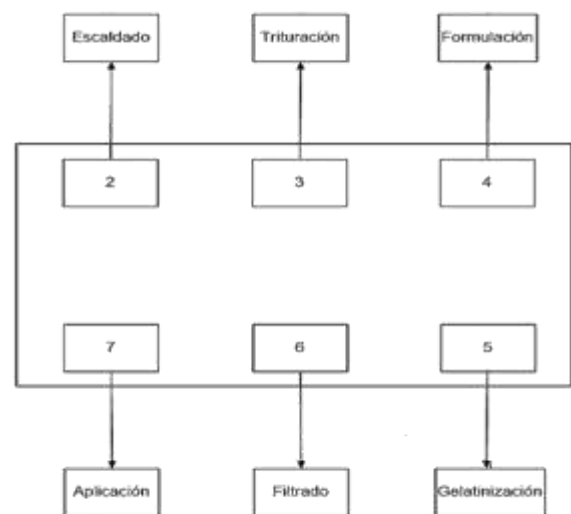 Escaldado
Trituración
Formulación
2
3
4
7
6
5
Aplicación
Filtrado
Gelatinización